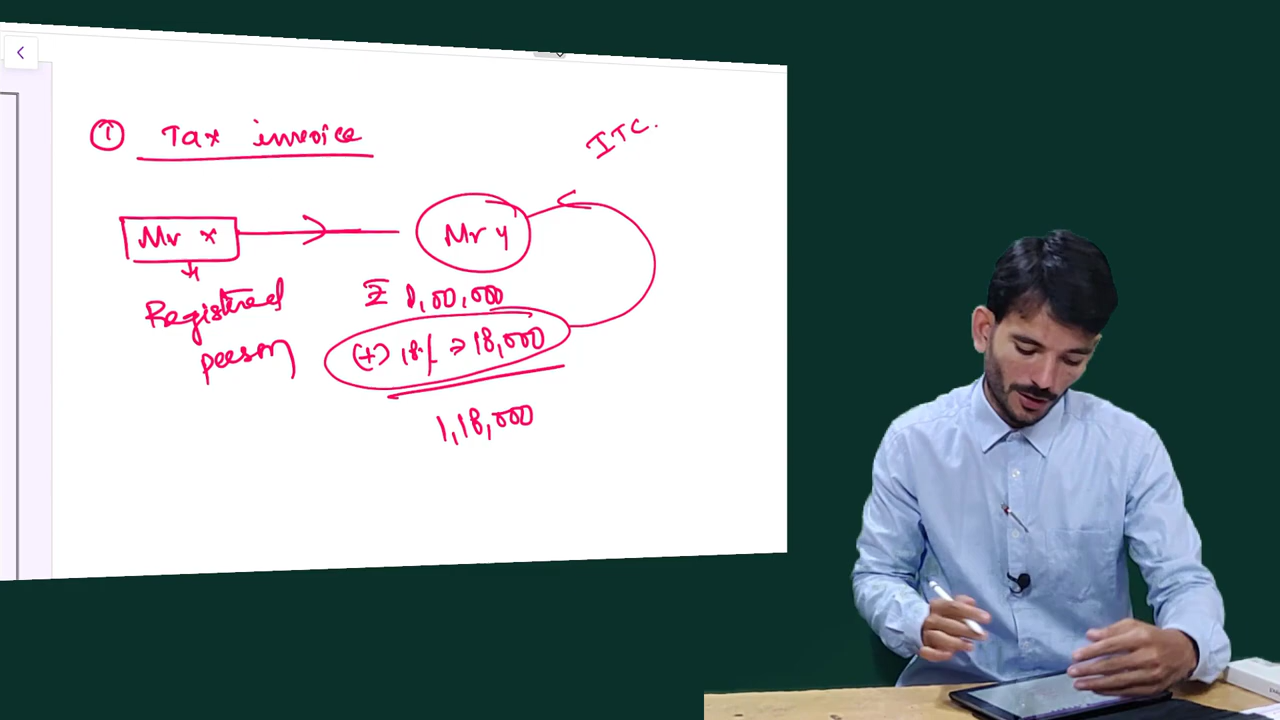 ① Tax invoice
ITC.
Mr x
Mr y
Registered
person
₹ 1,00,000
(+) 18% ⇒ 18,000
1,18,000